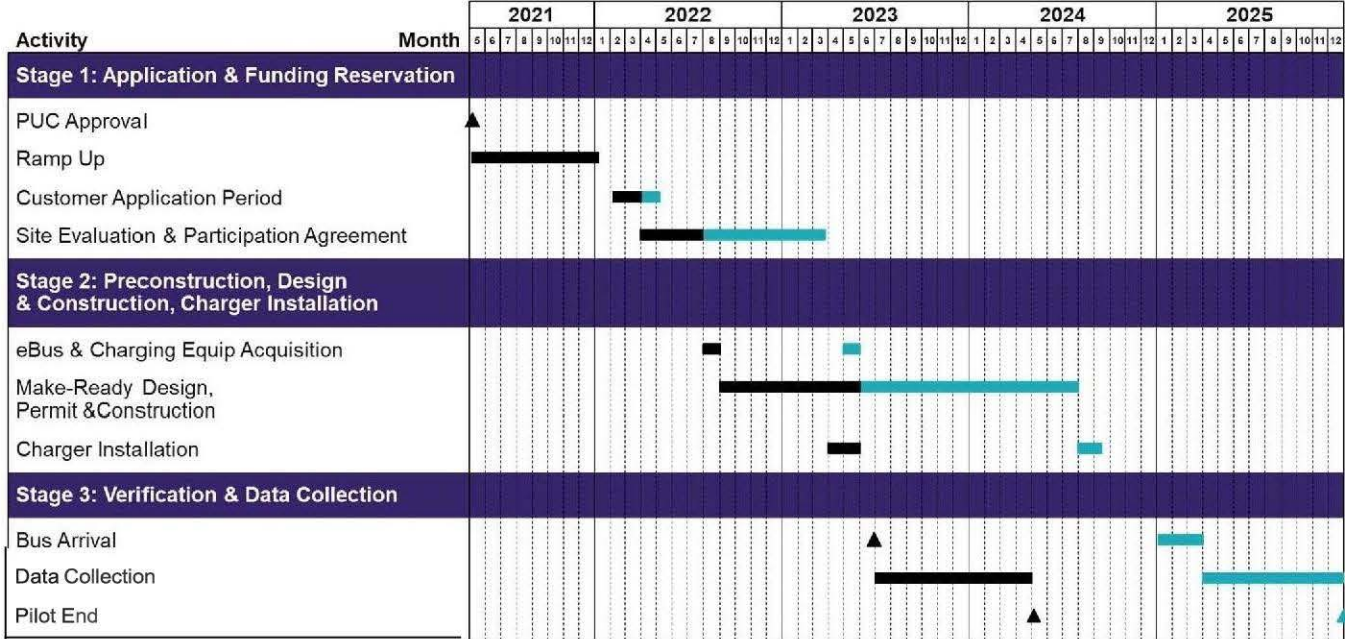 2021 2022 2023 2024 2025
Activity Month 5 6 7 8 9 10 11 12 1 2 3 4 5 6 7 8 9 10 11 12 1 2 3 4 5 6 7 8 9 10 11 12 1 2 3 4 5 6 7 8 9 10 11 12 1 2 3 4 5 6 7 8 9 10 11 12
Stage 1: Application & Funding Reservation
PUC Approval
Ramp Up
Customer Application Period
Site Evaluation & Participation Agreement
Stage 2: Preconstruction, Design
& Construction, Charger Installation
eBus & Charging Equip Acquisition
Make-Ready Design,
Permit &Construction
Charger Installation
Stage 3: Verification & Data Collection
Bus Arrival
Data Collection
Pilot End